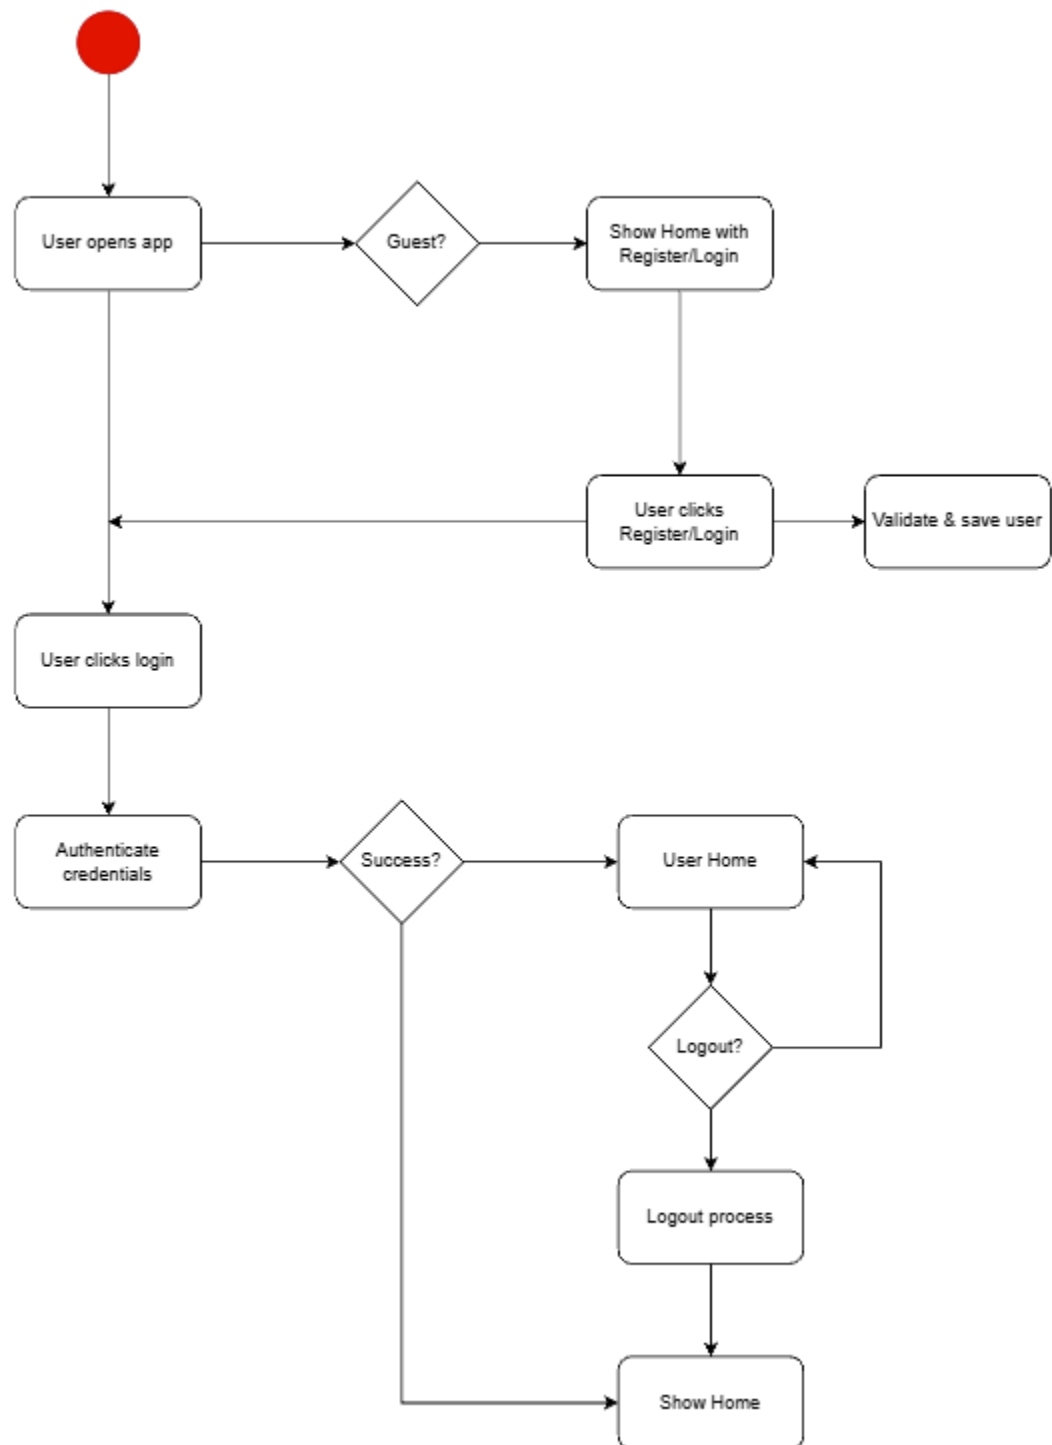 User opens app
Guest?
Show Home with
Register/Login
User clicks
Register/Login
Validate & save user
User clicks login
Authenticate
credentials
Success?
User Home
Logout?
Logout process
Show Home